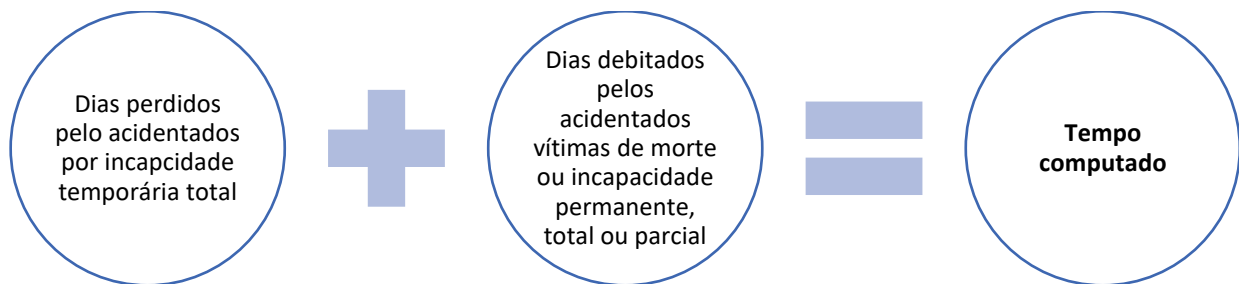 Dias perdidos
pelo acidentados
por incapcidade
temporária total
Dias debitados
pelos
acidentados
vítimas de morte
ou incapacidade
permanente,
total ou parcial
Tempo
computado